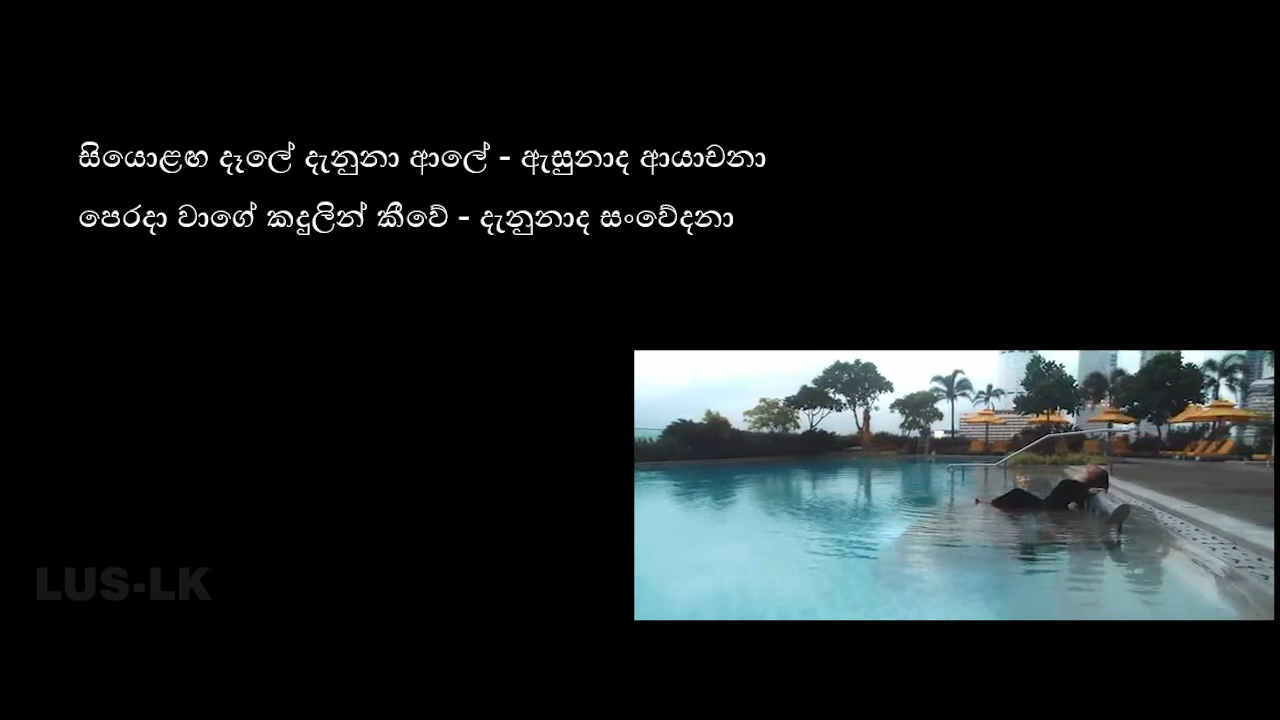 සියොළඟ දෑලේ දැනුනා ආලේ - ඇසුනාද ආයාචනා
පෙරදා වාගේ කඳුලින් කීවේ - දැනුනාද සංවේදනා
LUS-LK